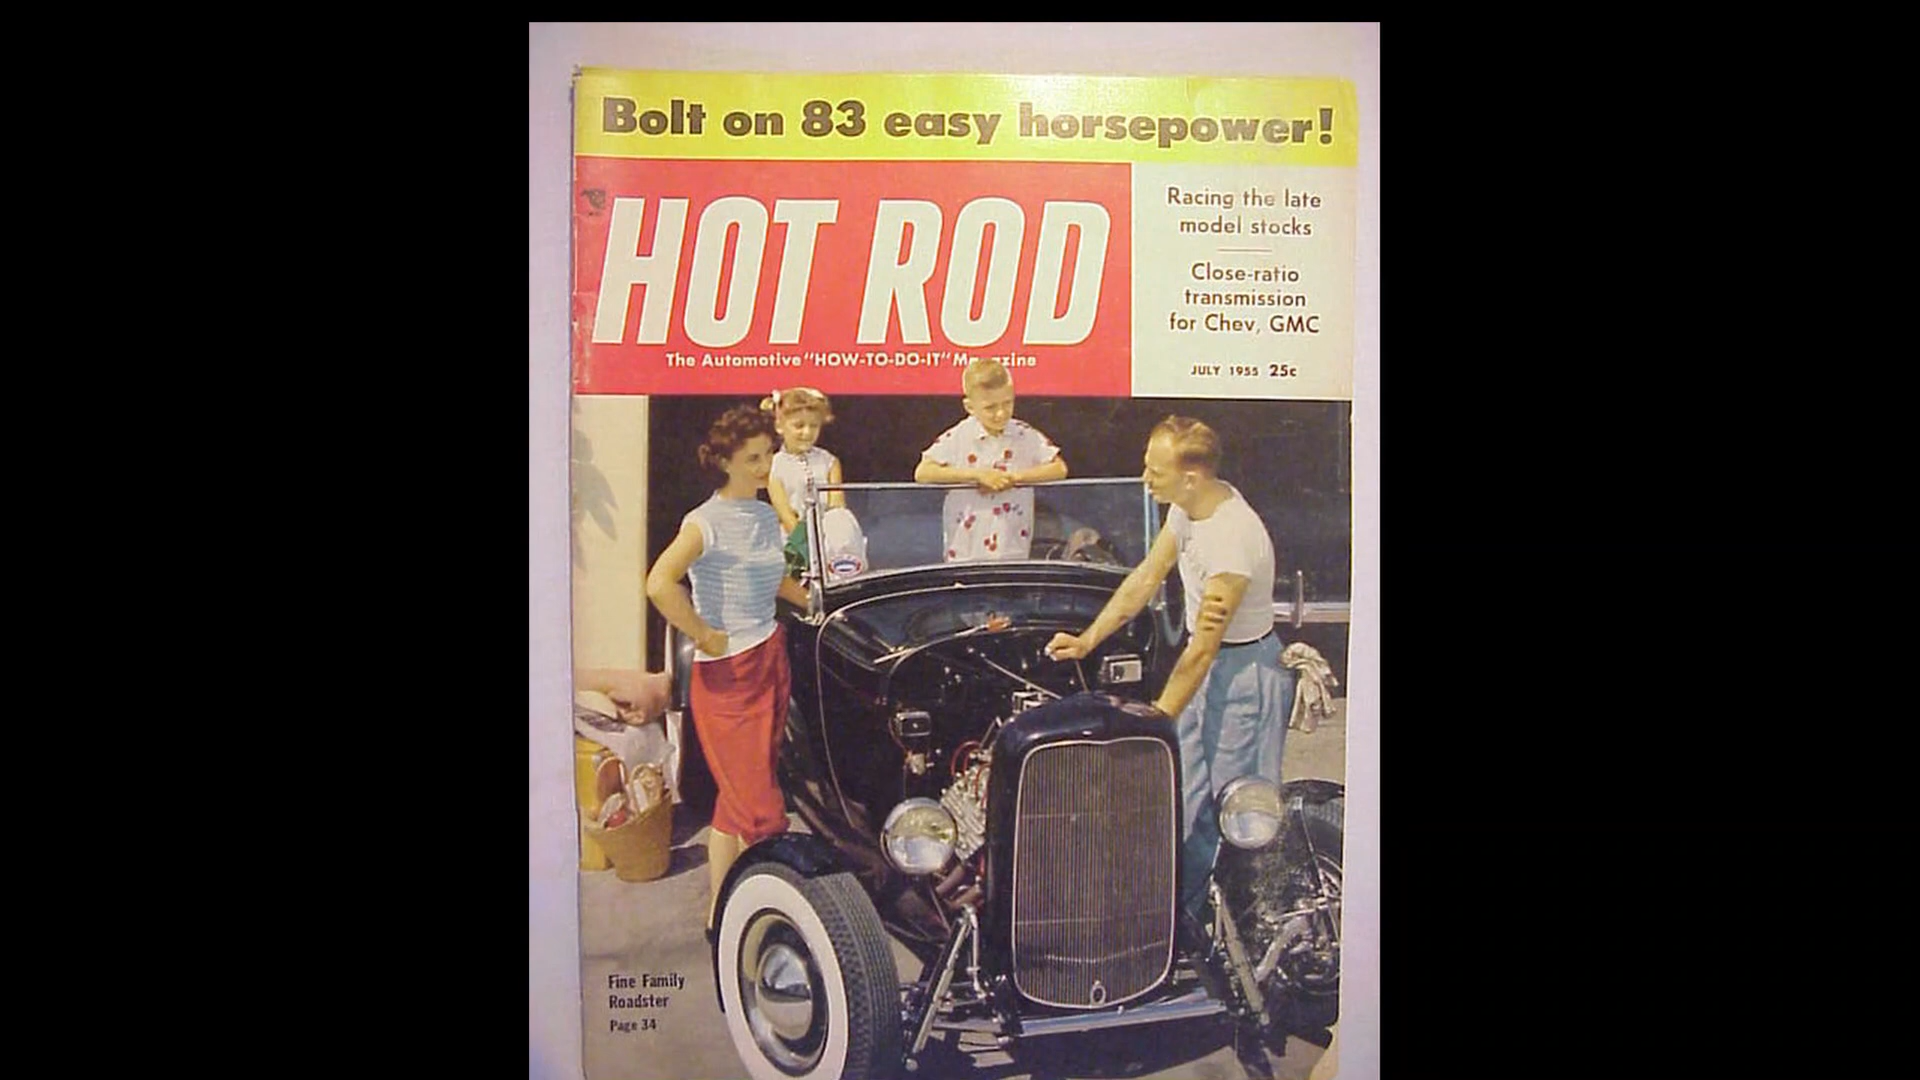 Bolt on 83 easy horsepower!
HOT ROD
The Automotive "HOW-TO-DO-IT" Magazine
Racing the late
model stocks
Close-ratio
transmission
for Chev, GMC
JULY 1955 25c
Fine Family
Roadster
Page 34